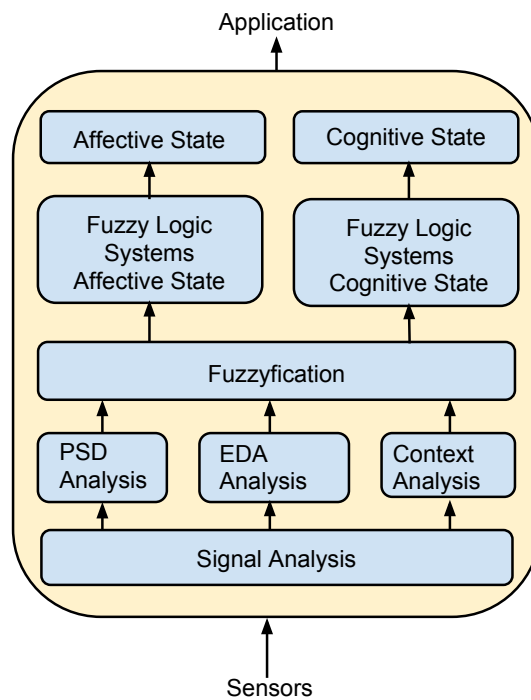 Application
Affective State
Cognitive State
Fuzzy Logic
Systems
Affective State
Fuzzy Logic
Systems
Cognitive State
Fuzzyfication
PSD
Analysis
EDA
Analysis
Context
Analysis
Signal Analysis
Sensors